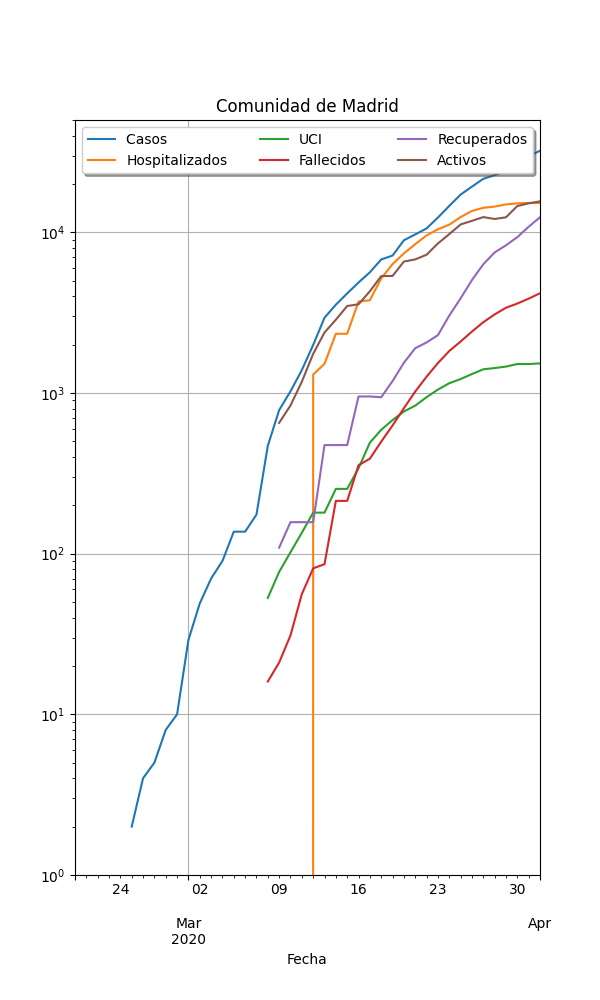 Comunidad de Madrid
Casos UCI Recuperados
Hospitalizados Fallecidos Activos
10^4
10^3
10^2
10^1
10^0
24 02 09 16 23 30
Mar Apr
2020
Fecha